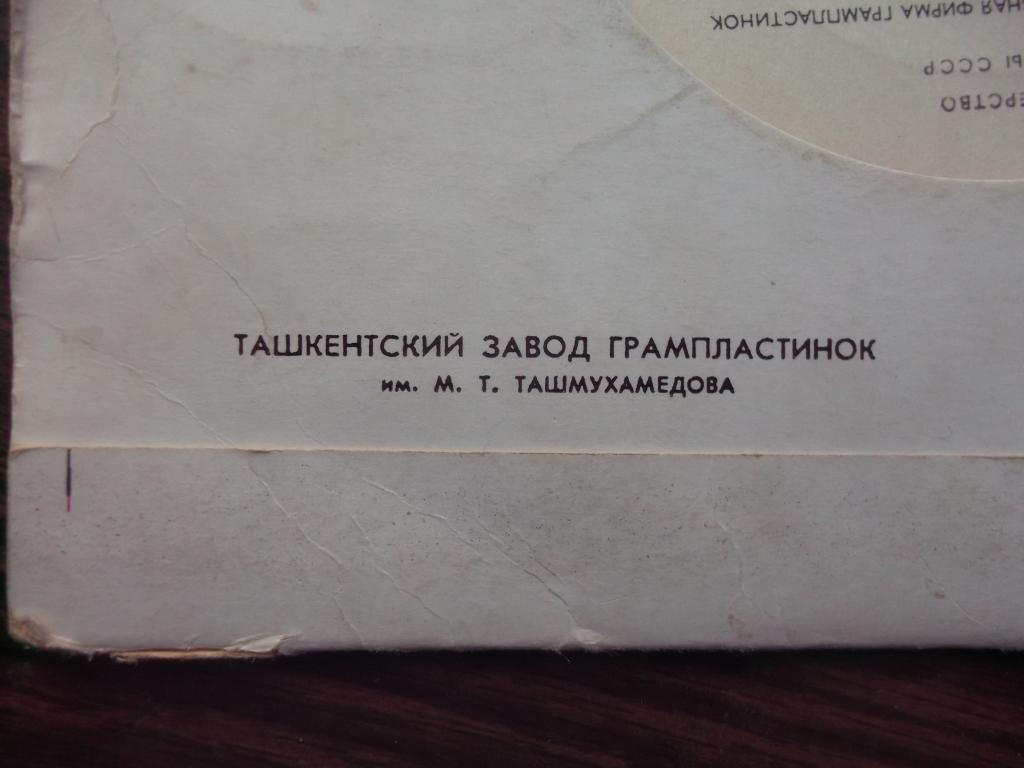 ТАШКЕНТСКИЙ ЗАВОД ГРАМПЛАСТИНОК
им. М. Т. ТАШМУХАМЕДОВА
СССР
ФИРМА ГРАМПЛАСТИНОК